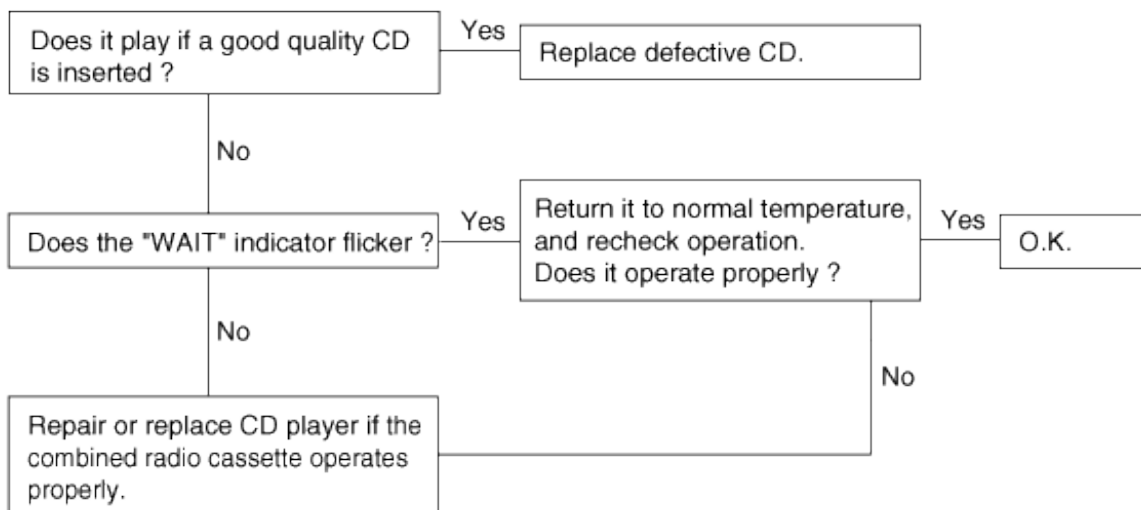 Does it play if a good quality CD
is inserted ?
Yes
Replace defective CD.
No
Does the "WAIT" indicator flicker ?
Yes
Return it to normal temperature,
and recheck operation.
Does it operate properly ?
Yes
O.K.
No
No
Repair or replace CD player if the
combined radio cassette operates
properly.